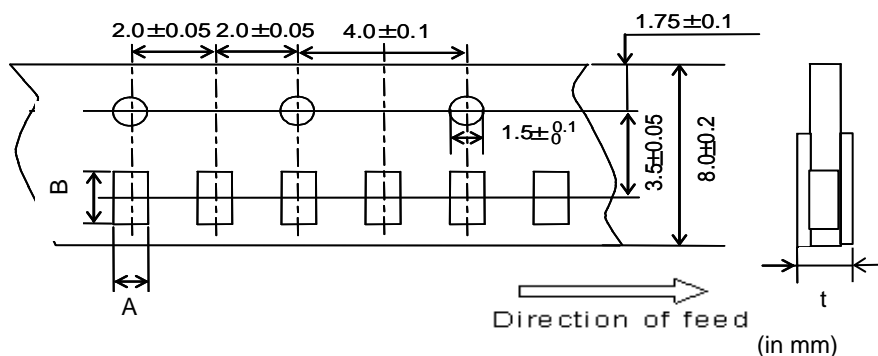 2.0±0.05 2.0±0.05 4.0±0.1 1.75±0.1
1.5±0.1 0
3.5±0.05
8.0±0.2
B
A
t
Direction of feed
(in mm)